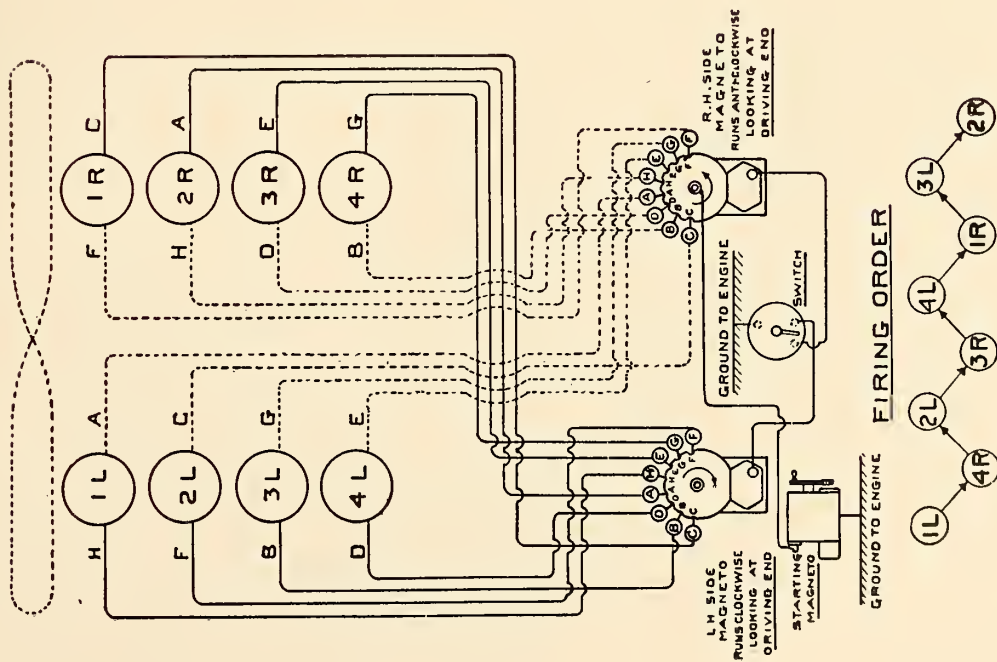 H 1L A
F 2L C
B 3L G
D 4L E
F 1R C
H 2R A
D 3R E
B 4R G
L H SIDE
MAGNETO
RUNS CLOCKWISE
LOOKING AT
DRIVING END
C B D A H E G F
C B D A H E G F
R.H. SIDE
MAGNETO
RUNS ANTI-CLOCKWISE
LOOKING AT
DRIVING END
C B D A H E G F
C B D A H E G F
GROUND TO ENGINE
SWITCH
STARTING
MAGNETO
GROUND TO ENGINE
FIRING ORDER
1L 4R 2L 3R 4L 1R 3L 2R